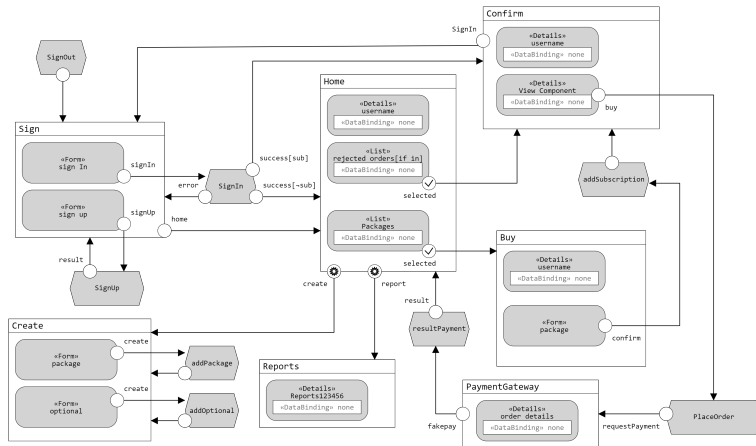 Confirm
SignIn
«Details»
username
«DataBinding» none
SignOut
«Details»
View Component
«DataBinding» none
buy
Home
«Details»
username
«DataBinding» none
Sign
«Form»
sign In
signIn
success[sub]
«List»
rejected orders[if in]
«DataBinding» none
selected
SignIn
error
success[¬sub]
addSubscription
«Form»
sign up
signUp
home
«List»
Packages
«DataBinding» none
selected
Buy
«Details»
username
«DataBinding» none
result
SignUp
create
report
result
resultPayment
«Form»
package
confirm
Create
«Form»
package
create
addPackage
«Form»
optional
create
addOptional
Reports
«Details»
Reports123456
«DataBinding» none
PaymentGateway
«Details»
order details
«DataBinding» none
fakepay
requestPayment
PlaceOrder